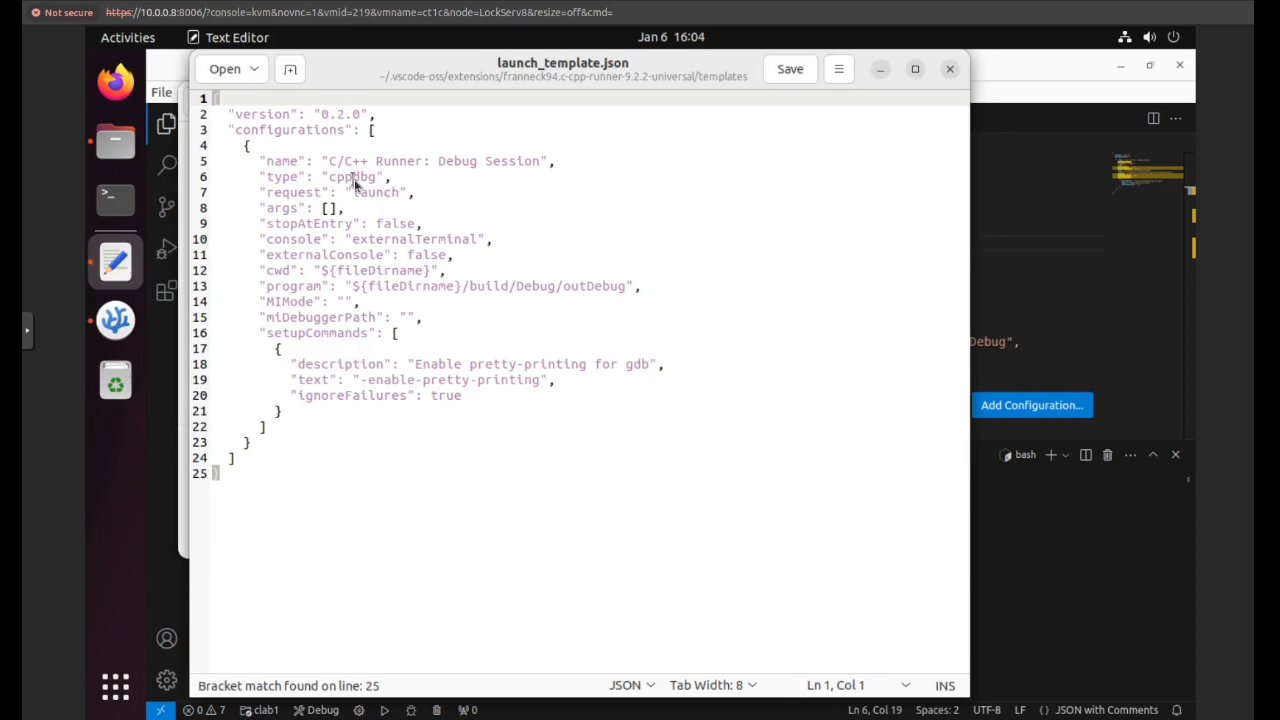 Not secure https://10.0.0.8:8006/?console=kvm&novnc=1&vmid=219&vmname=ct1c&node=LockServ8&resize=off&cmd=
Activities Text Editor Jan 6 16:04
Open launch_template.json Save
~/.vscode-oss/extensions/franneck94.c-cpp-runner-9.2.2-universal/templates
File
1 {
2 "version": "0.2.0",
3 "configurations": [
4 {
5 "name": "C/C++ Runner: Debug Session",
6 "type": "cppdbg",
7 "request": "launch",
8 "args": [],
9 "stopAtEntry": false,
10 "console": "externalTerminal",
11 "externalConsole": false,
12 "cwd": "${fileDirname}",
13 "program": "${fileDirname}/build/Debug/outDebug",
14 "MIMode": "",
15 "miDebuggerPath": "",
16 "setupCommands": [
17 {
18 "description": "Enable pretty-printing for gdb",
19 "text": "-enable-pretty-printing",
20 "ignoreFailures": true
21 }
22 ]
23 }
24 ]
25 }
Debug",
Add Configuration...
bash
Bracket match found on line: 25 JSON Tab Width: 8 Ln 1, Col 1 INS
0 7 clab1 Debug 0 Ln 6, Col 19 Spaces: 2 UTF-8 LF {} JSON with Comments